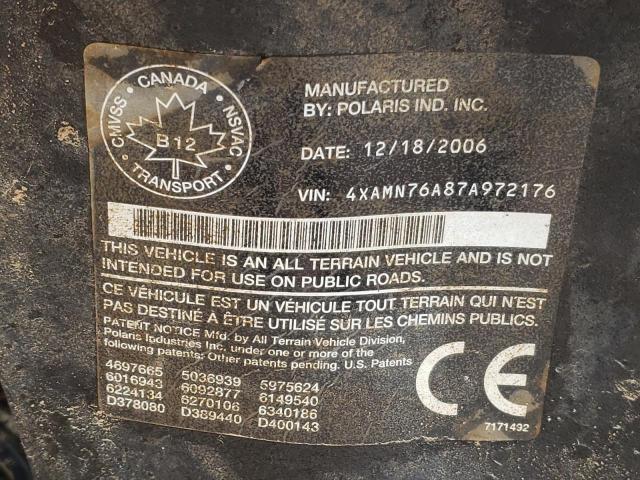 CANADA
CMVSS
NSVAC
B 12
TRANSPORT
MANUFACTURED
BY: POLARIS IND. INC.
DATE: 12/18/2006
VIN: 4XAMN76A87A972176
THIS VEHICLE IS AN ALL TERRAIN VEHICLE AND IS NOT
INTENDED FOR USE ON PUBLIC ROADS.
CE VÉHICULE EST UN VÉHICULE TOUT TERRAIN QUI N'EST
PAS DESTINÉ A ÊTRE UTILISÉ SUR LES CHEMINS PUBLICS.
PATENT NOTICE Mfd. by All Terrain Vehicle Division,
Polaris Industries Inc. under one or more of the
following patents: Other patents pending. U.S. Patents
4697665 5036939 5975624
6016943 6092877 6149540
6224134 6270106 6340186
D378080 D389440 D400143
CE
7171492